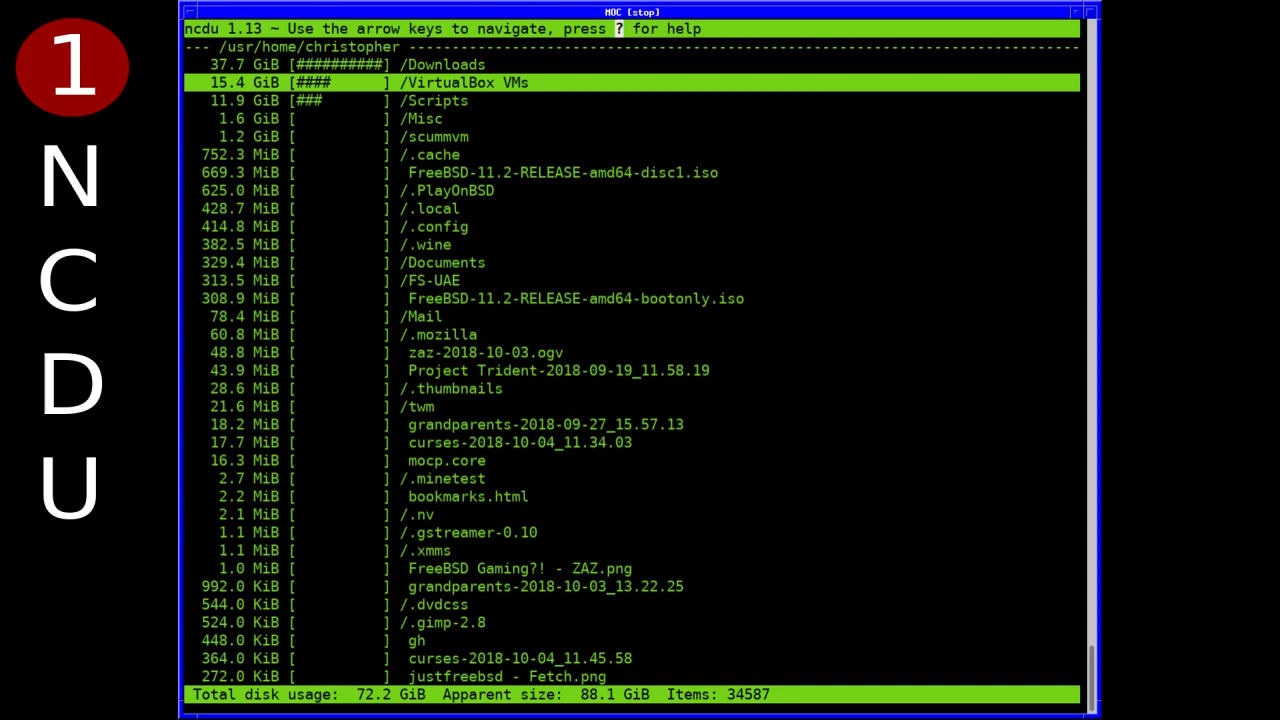 1
N
C
D
U
MOC [stop]
ncdu 1.13 ~ Use the arrow keys to navigate, press ? for help
--- /usr/home/christopher ------------------------------------------------------------------------------
37.7 GiB [##########] /Downloads
15.4 GiB [####      ] /VirtualBox VMs
11.9 GiB [###       ] /Scripts
1.6 GiB [          ] /Misc
1.2 GiB [          ] /scummvm
752.3 MiB [          ] /.cache
669.3 MiB [          ]  FreeBSD-11.2-RELEASE-amd64-disc1.iso
625.0 MiB [          ] /.PlayOnBSD
428.7 MiB [          ] /.local
414.8 MiB [          ] /.config
382.5 MiB [          ] /.wine
329.4 MiB [          ] /Documents
313.5 MiB [          ] /FS-UAE
308.9 MiB [          ]  FreeBSD-11.2-RELEASE-amd64-bootonly.iso
78.4 MiB [          ] /Mail
60.8 MiB [          ] /.mozilla
48.8 MiB [          ]  zaz-2018-10-03.ogv
43.9 MiB [          ]  Project Trident-2018-09-19_11.58.19
28.6 MiB [          ] /.thumbnails
21.6 MiB [          ] /twm
18.2 MiB [          ]  grandparents-2018-09-27_15.57.13
17.7 MiB [          ]  curses-2018-10-04_11.34.03
16.3 MiB [          ]  mocp.core
2.7 MiB [          ] /.minetest
2.2 MiB [          ]  bookmarks.html
2.1 MiB [          ] /.nv
1.1 MiB [          ] /.gstreamer-0.10
1.1 MiB [          ] /.xmms
1.0 MiB [          ]  FreeBSD Gaming?! - ZAZ.png
992.0 KiB [          ]  grandparents-2018-10-03_13.22.25
544.0 KiB [          ] /.dvdcss
524.0 KiB [          ] /.gimp-2.8
448.0 KiB [          ]  gh
364.0 KiB [          ]  curses-2018-10-04_11.45.58
272.0 KiB [          ]  justfreebsd - Fetch.png
Total disk usage:  72.2 GiB  Apparent size:  88.1 GiB  Items: 34587